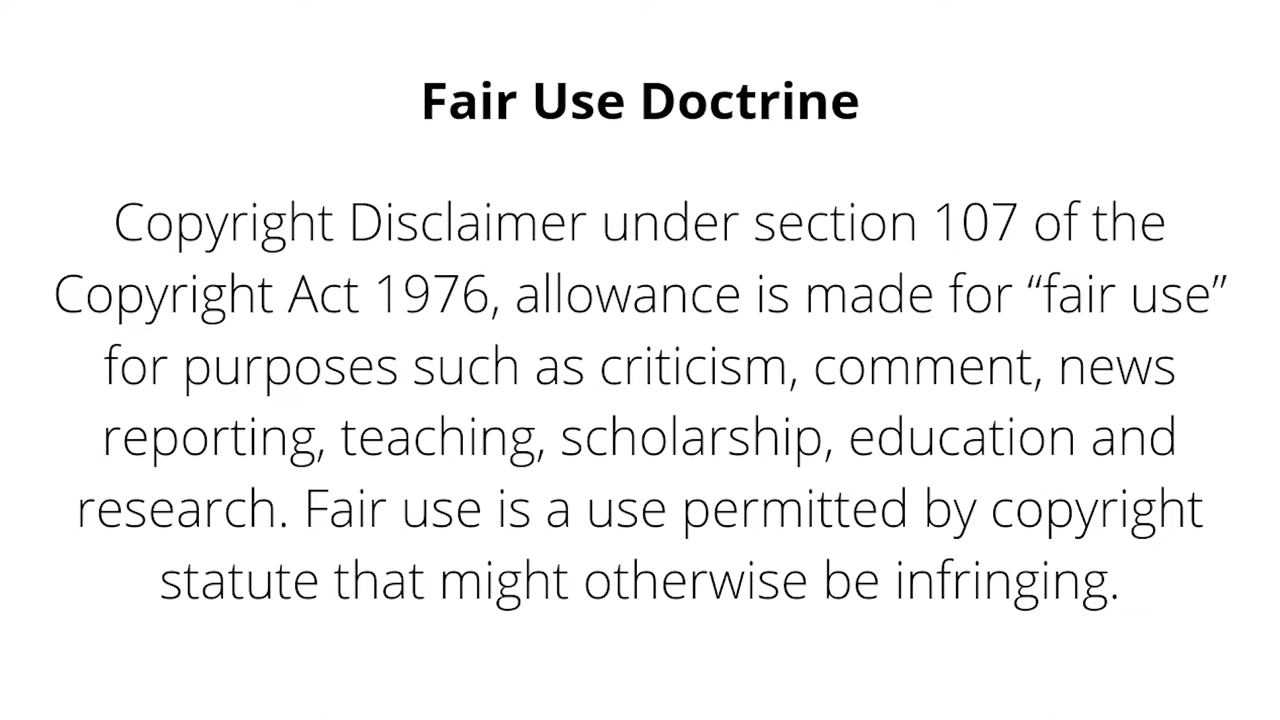 Fair Use Doctrine
Copyright Disclaimer under section 107 of the
Copyright Act 1976, allowance is made for “fair use”
for purposes such as criticism, comment, news
reporting, teaching, scholarship, education and
research. Fair use is a use permitted by copyright
statute that might otherwise be infringing.